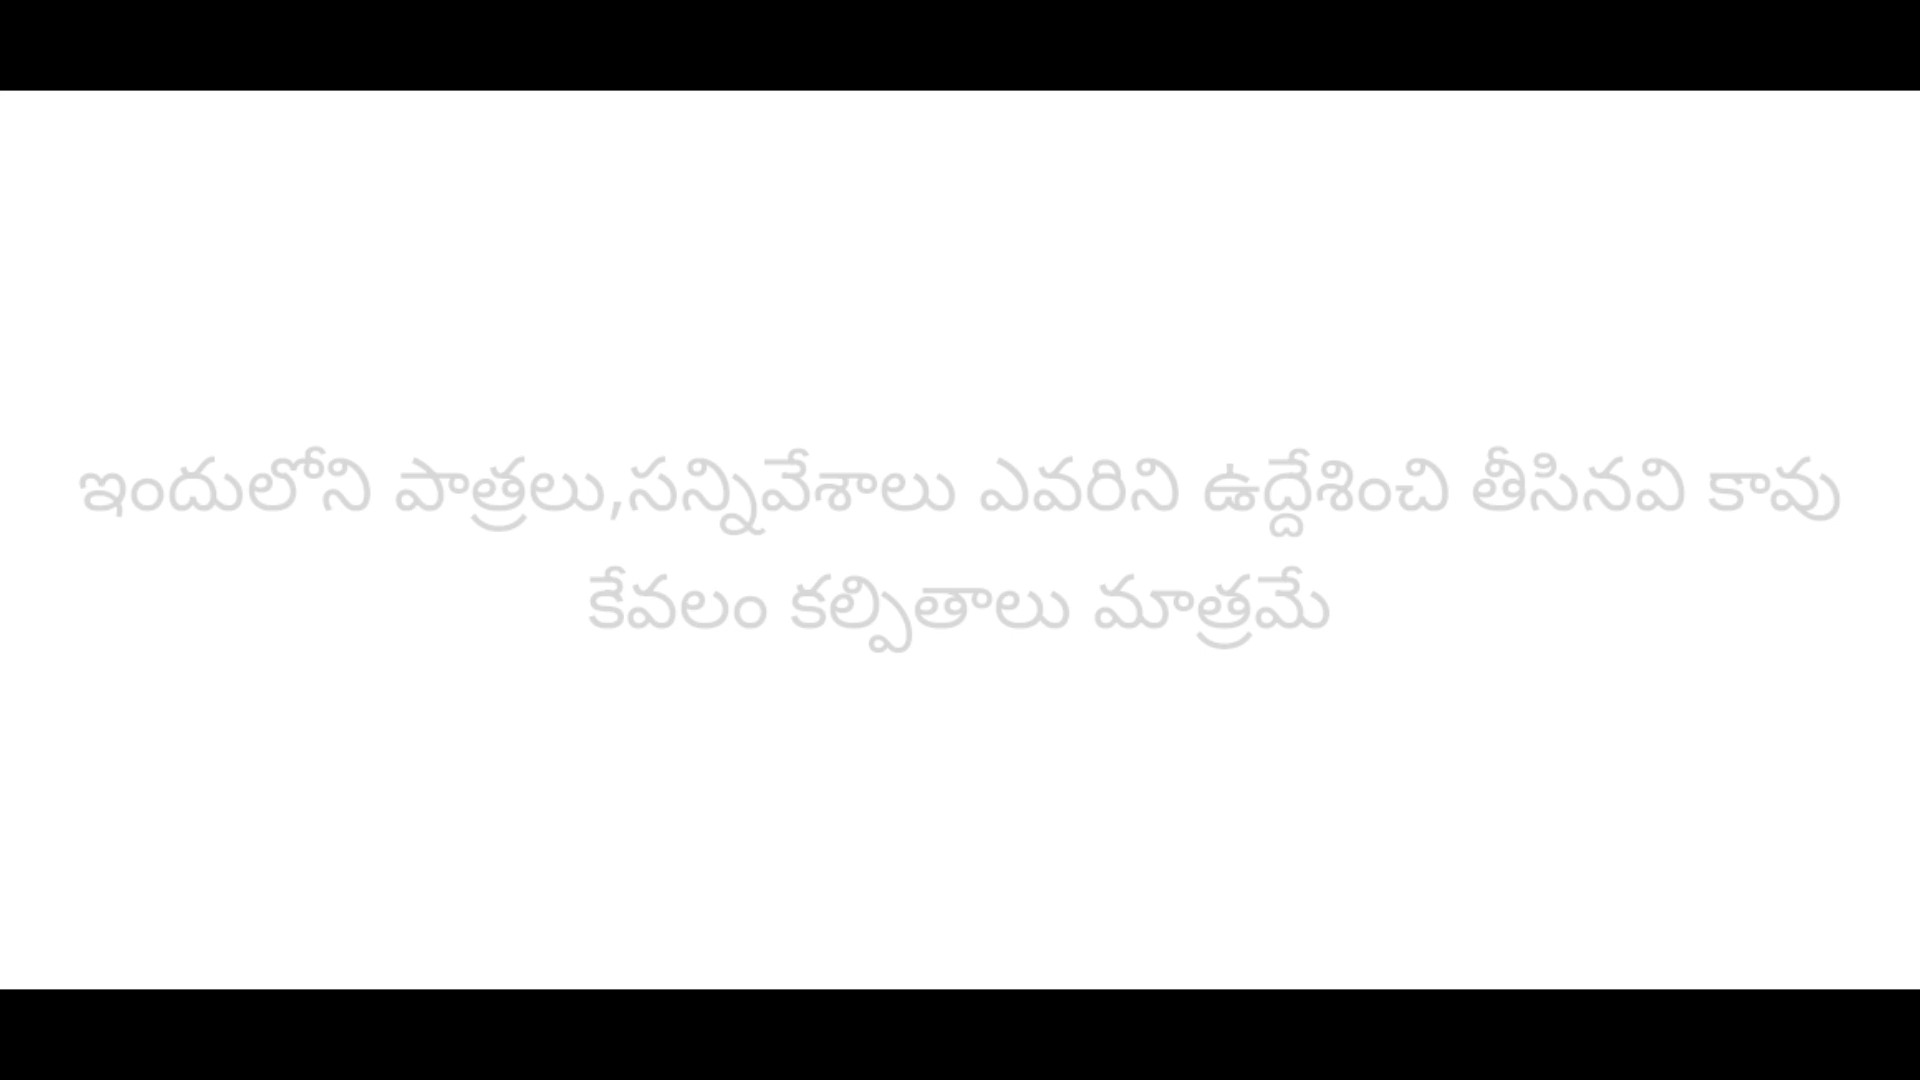 ఇందులోని పాత్రలు,సన్నివేశాలు ఎవరిని ఉద్దేశించి తీసినవి కావు
కేవలం కల్పితాలు మాత్రమే